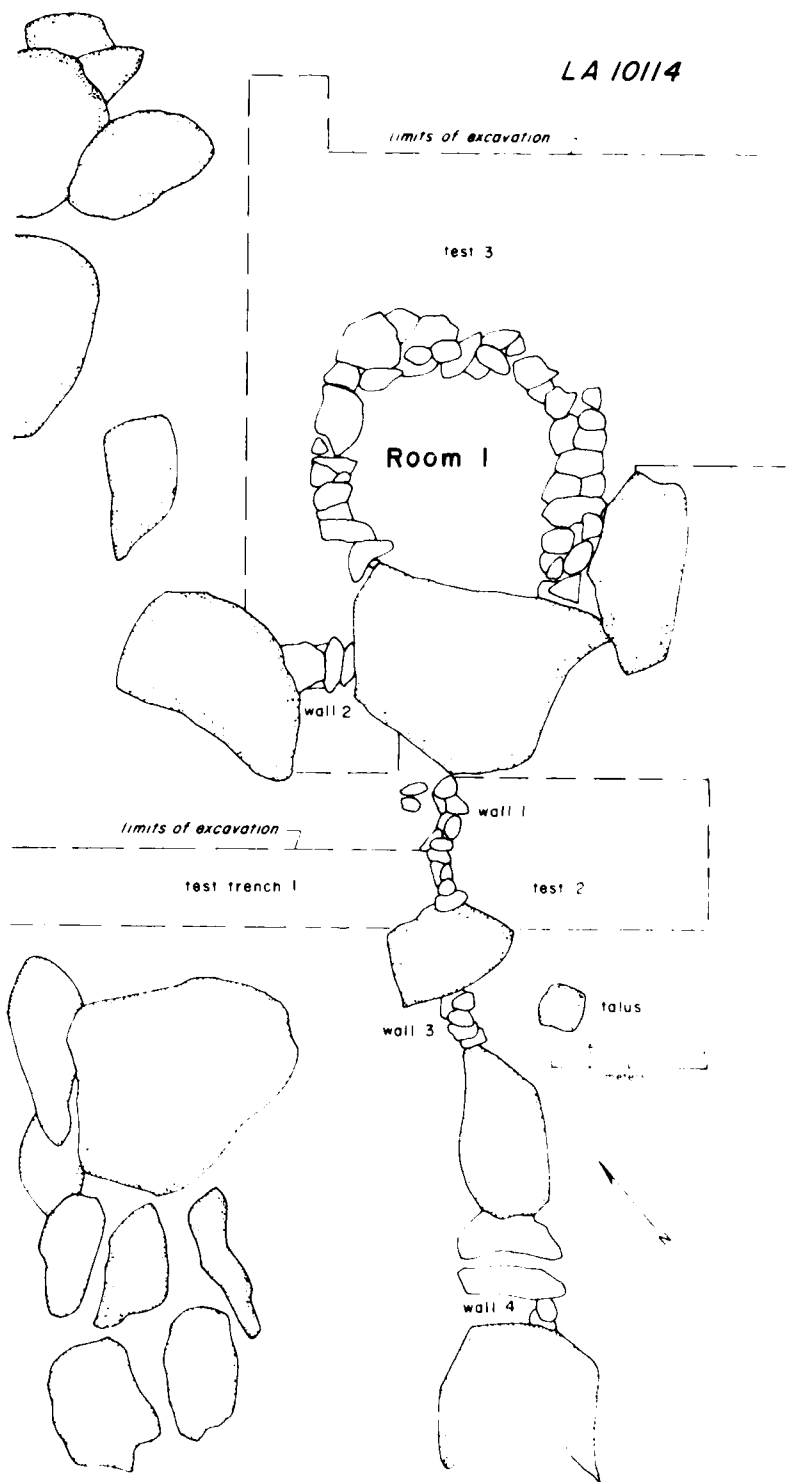 LA 10114
limits of excavation
test 3
Room 1
wall 2
wall 1
limits of excavation
test trench 1
test 2
talus
wall 3
meters
N
wall 4